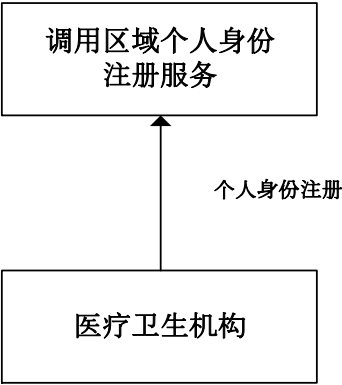 调用区域个人身份
注册服务
个人身份注册
医疗卫生机构